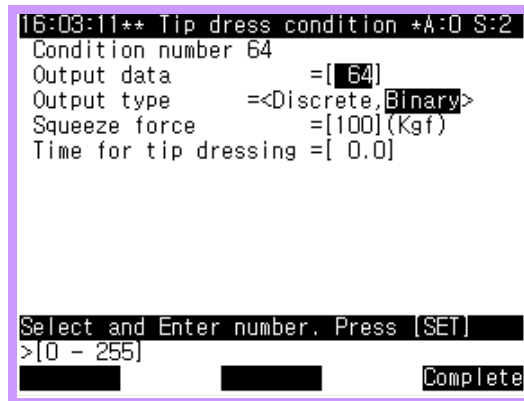 16:03:11** Tip dress condition *A:0 S:2
Condition number 64
Output data =[ 64]
Output type =<Discrete,Binary>
Squeeze force =[100](Kgf)
Time for tip dressing =[ 0.0]
Select and Enter number. Press [SET]
>[0 - 255]
Complete